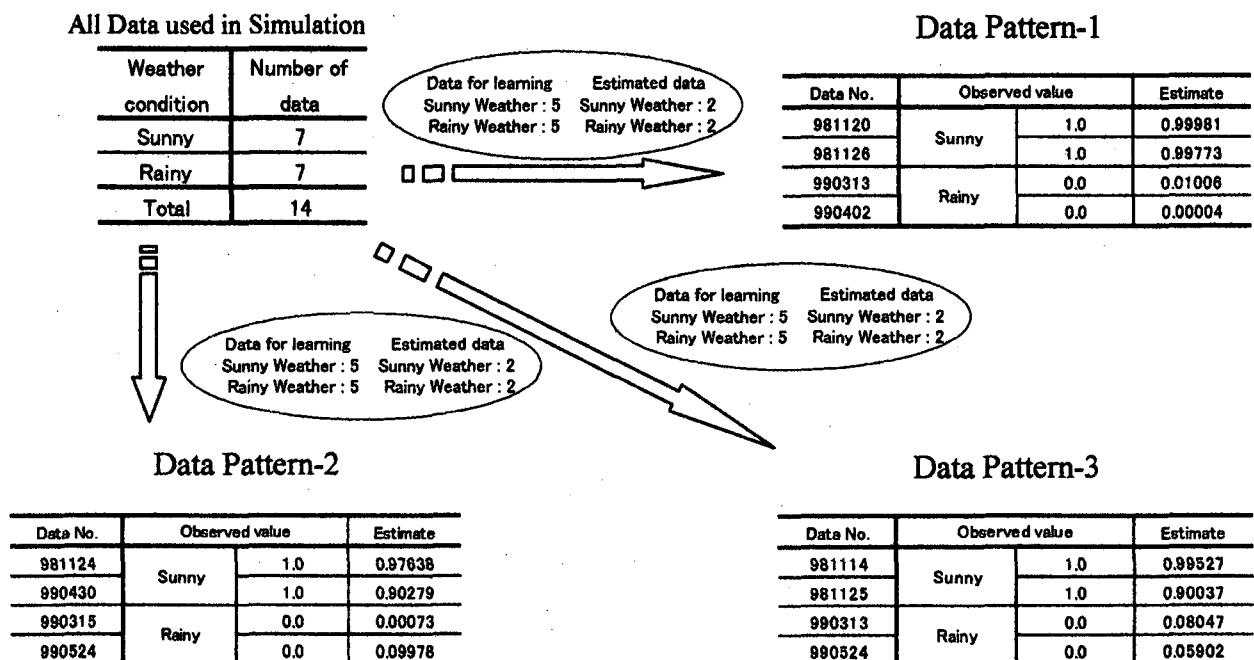 All Data used in Simulation
Weather condition Number of data
Sunny 7
Rainy 7
Total 14
Data for learning Estimated data
Sunny Weather : 5 Sunny Weather : 2
Rainy Weather : 5 Rainy Weather : 2
Data Pattern-1
Data No. Observed value Estimate
981120 Sunny 1.0 0.99981
981126 1.0 0.99773
990313 Rainy 0.0 0.01006
990402 0.0 0.00004
Data for learning Estimated data
Sunny Weather : 5 Sunny Weather : 2
Rainy Weather : 5 Rainy Weather : 2
Data for learning Estimated data
Sunny Weather : 5 Sunny Weather : 2
Rainy Weather : 5 Rainy Weather : 2
Data Pattern-2
Data No. Observed value Estimate
981124 Sunny 1.0 0.97638
990430 1.0 0.90279
990315 Rainy 0.0 0.00073
990524 0.0 0.09978
Data Pattern-3
Data No. Observed value Estimate
981114 Sunny 1.0 0.99527
981125 1.0 0.90037
990313 Rainy 0.0 0.08047
990524 0.0 0.05902